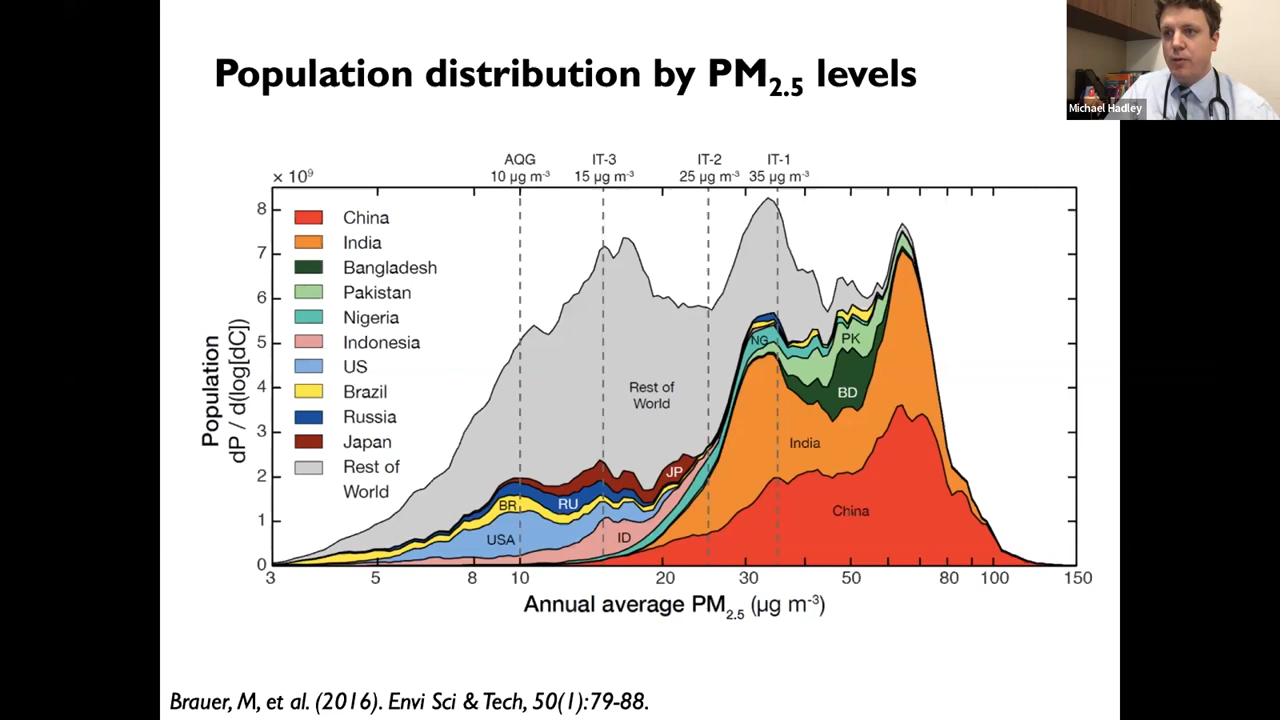 Population distribution by PM2.5 levels
Michael Hadley
AQG
10 µg m-3
IT-3
15 µg m-3
IT-2
25 µg m-3
IT-1
35 µg m-3
× 10⁹
8
7
6
5
4
3
2
1
0
Population
dP / d(log[dC])
China
India
Bangladesh
Pakistan
Nigeria
Indonesia
US
Brazil
Russia
Japan
Rest of
World
Rest of
World
NG
PK
BD
India
China
JP
BR
RU
USA
ID
3
5
8
10
20
30
50
80
100
150
Annual average PM2.5 (µg m-3)
Brauer, M, et al. (2016). Envi Sci & Tech, 50(1):79-88.